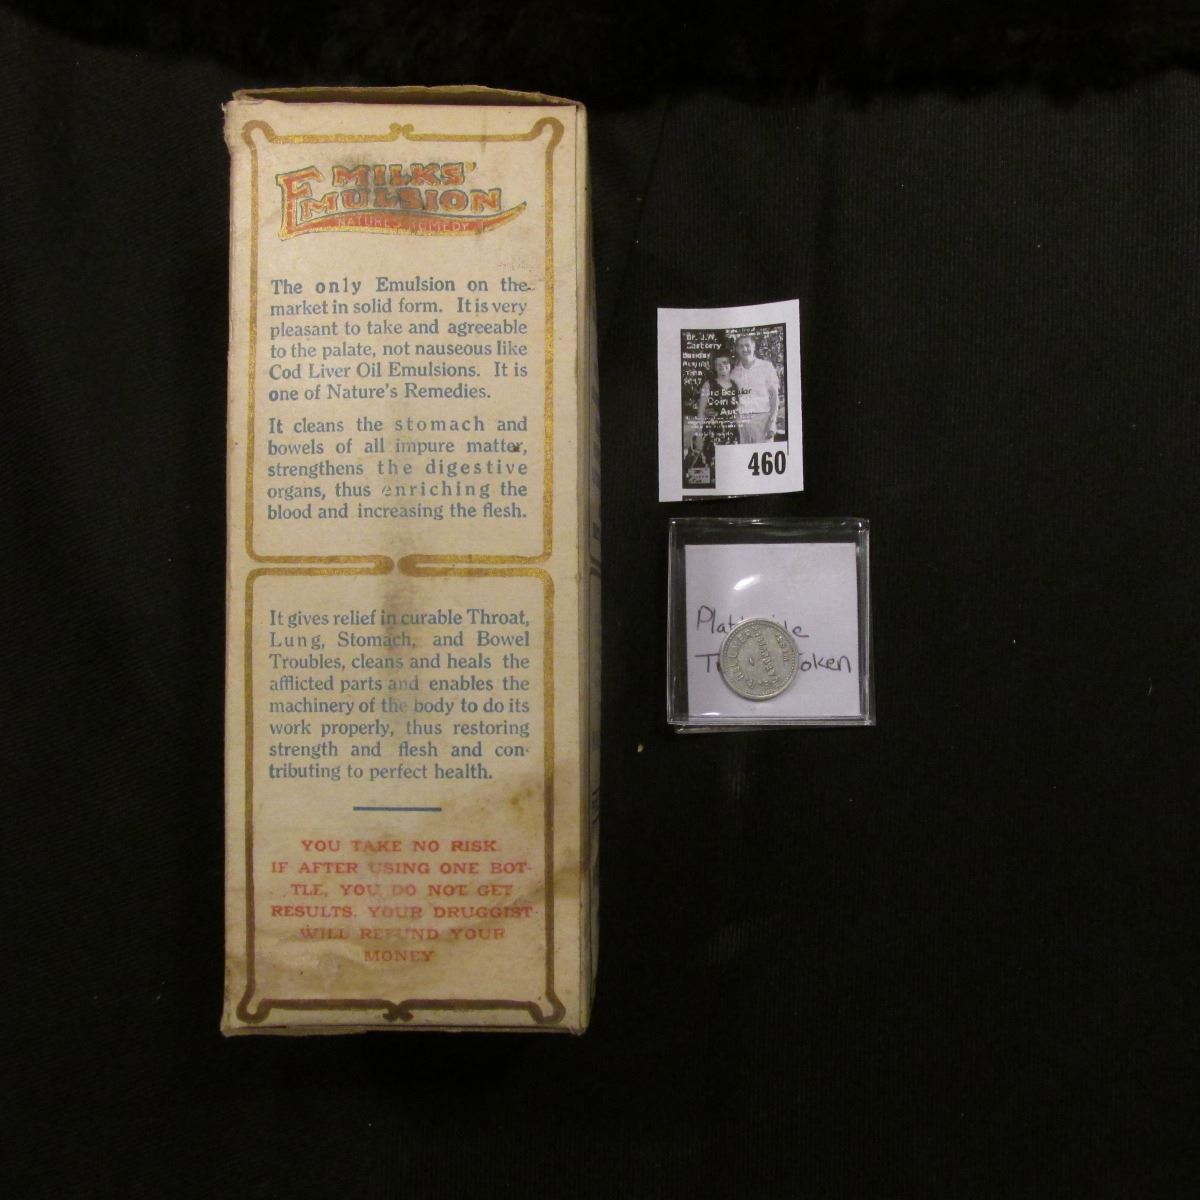 MILKS'
EMULSION
NATURE'S REMEDY
The only Emulsion on the
market in solid form. It is very
pleasant to take and agreeable
to the palate, not nauseous like
Cod Liver Oil Emulsions. It is
one of Nature's Remedies.
It cleans the stomach and
bowels of all impure matter,
strengthens the digestive
organs, thus enriching the
blood and increasing the flesh.
It gives relief in curable Throat,
Lung, Stomach, and Bowel
Troubles, cleans and heals the
afflicted parts and enables the
machinery of the body to do its
work properly, thus restoring
strength and flesh and con-
tributing to perfect health.
YOU TAKE NO RISK.
IF AFTER USING ONE BOT-
TLE, YOU DO NOT GET
RESULTS, YOUR DRUGGIST
WILL REFUND YOUR
MONEY
Dr. J.W.
Coin &
Auction
460